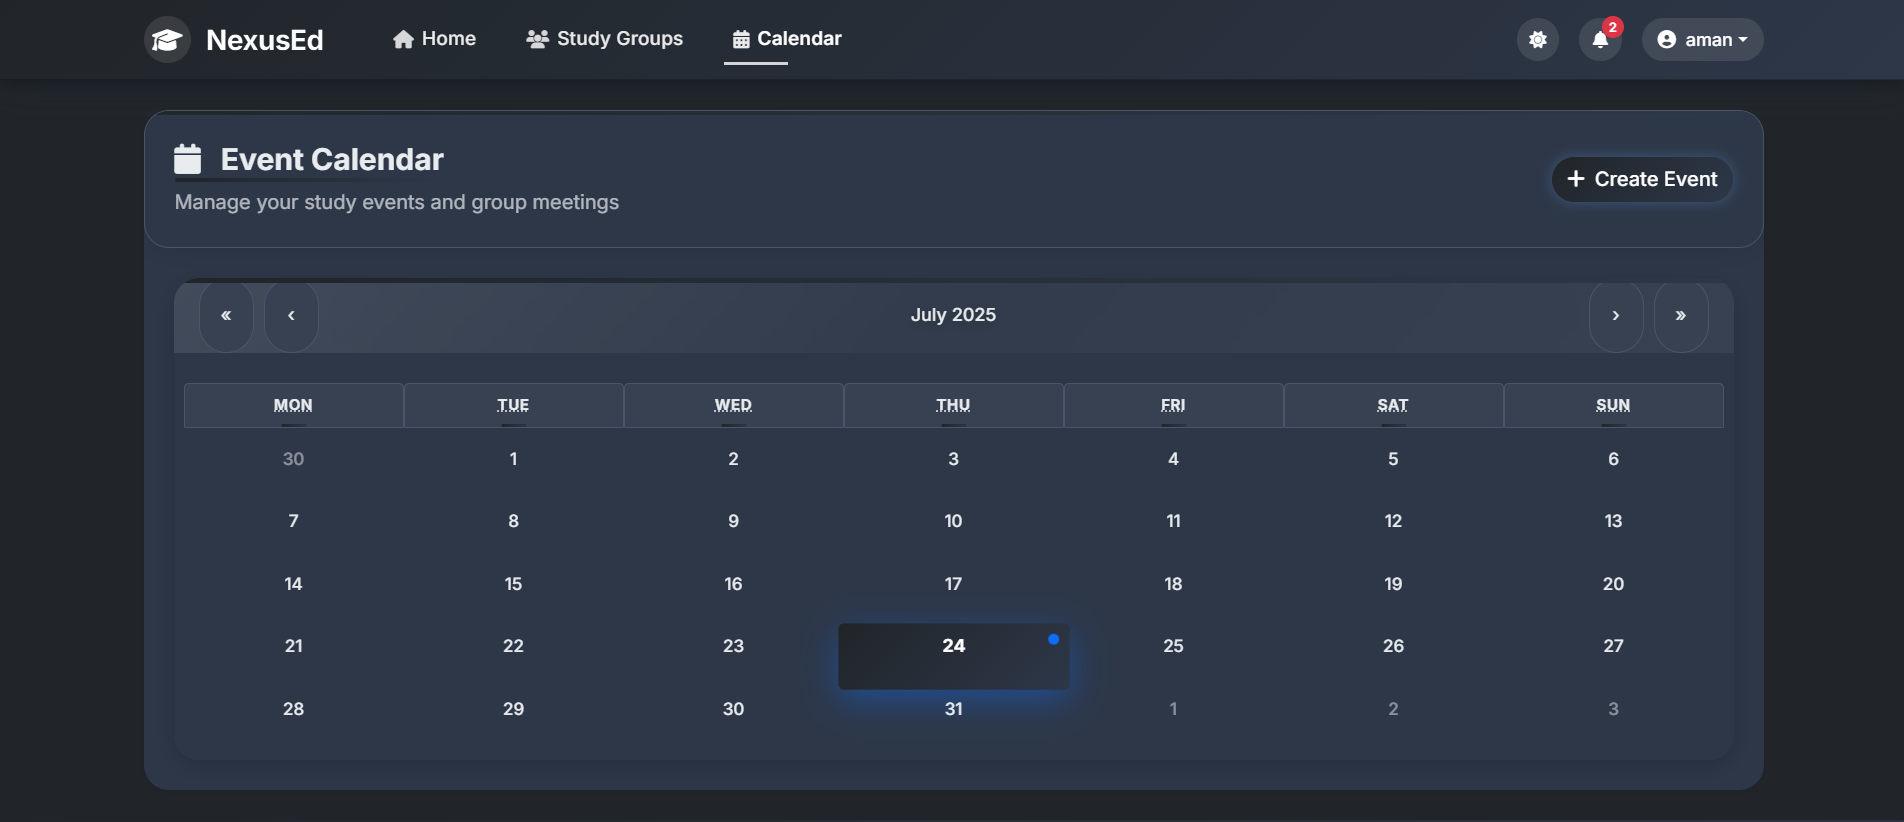 NexusEd
Home
Study Groups
Calendar
2
aman
Event Calendar
Manage your study events and group meetings
+ Create Event
« ‹ July 2025 › »
MON TUE WED THU FRI SAT SUN
30 1 2 3 4 5 6
7 8 9 10 11 12 13
14 15 16 17 18 19 20
21 22 23 24 25 26 27
28 29 30 31 1 2 3